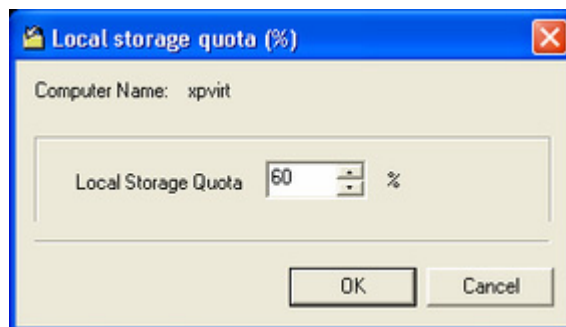 Local storage quota (%)
Computer Name: xpvirt
Local Storage Quota 60 %
OK Cancel